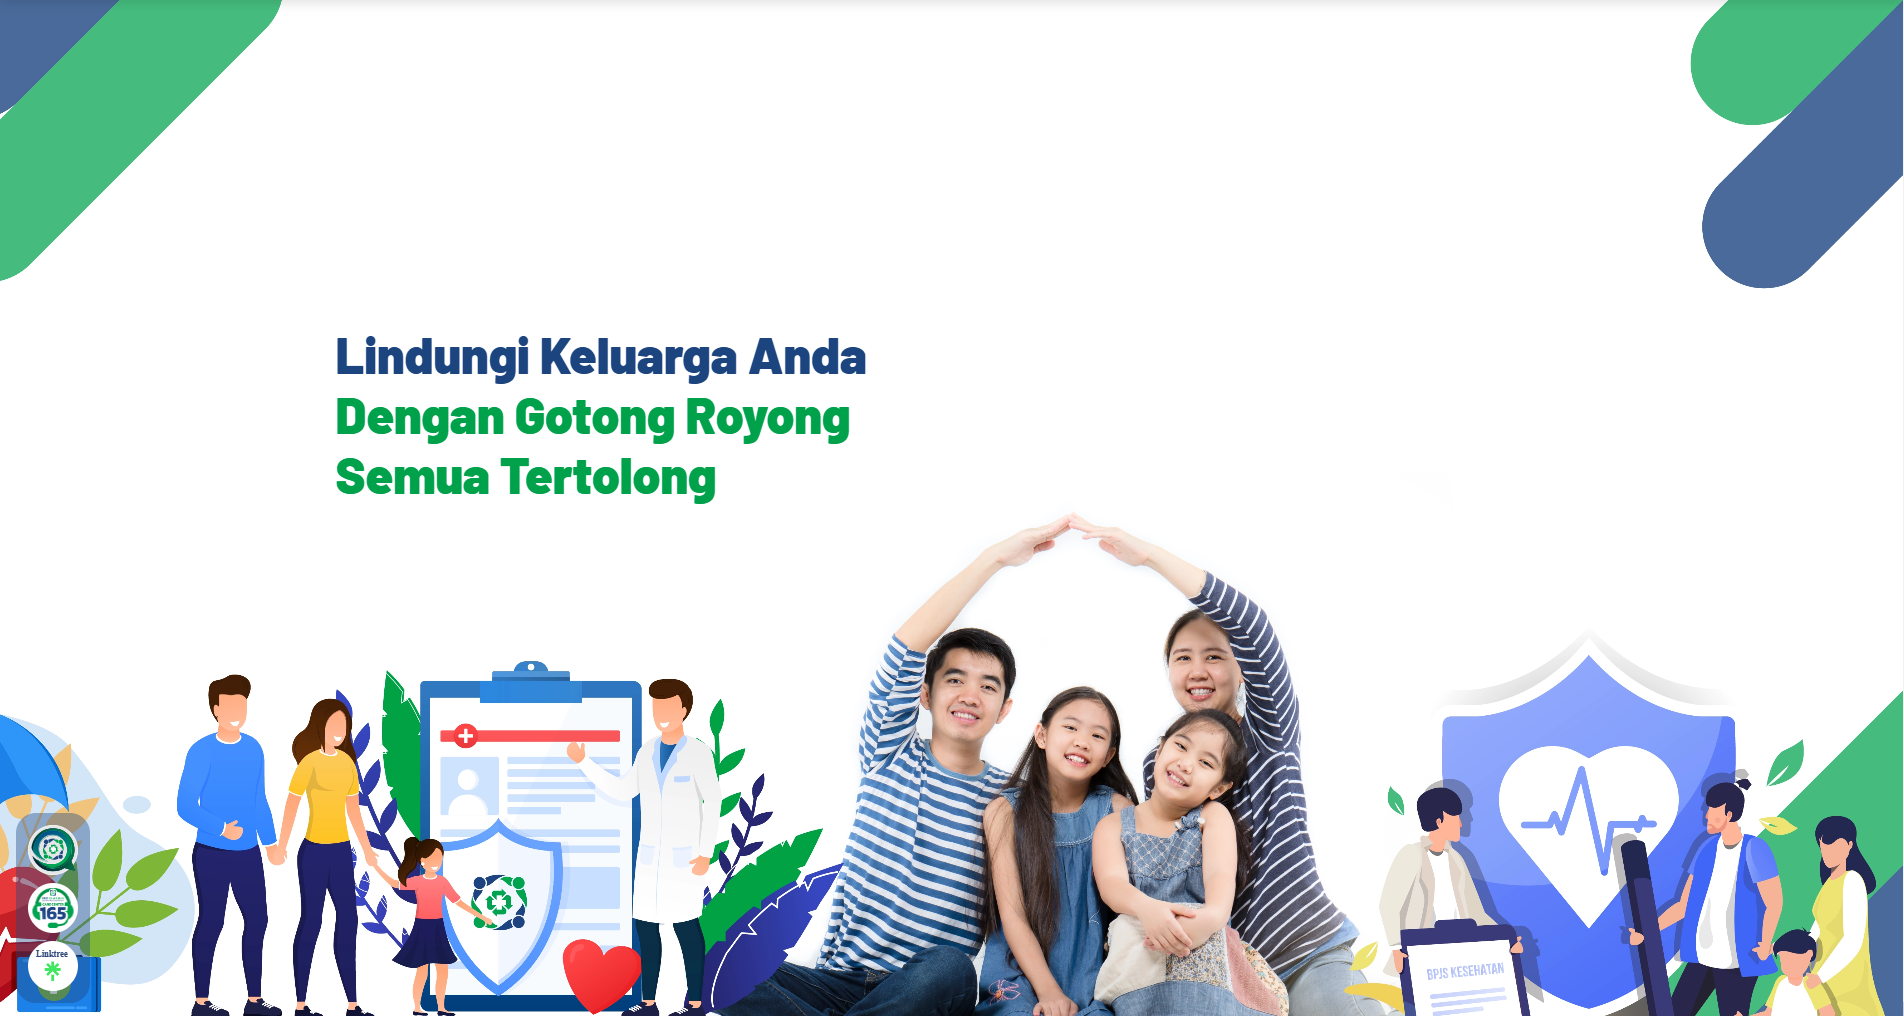 Lindungi Keluarga Anda
Dengan Gotong Royong
Semua Tertolong
165
Linktree
BPJS KESEHATAN